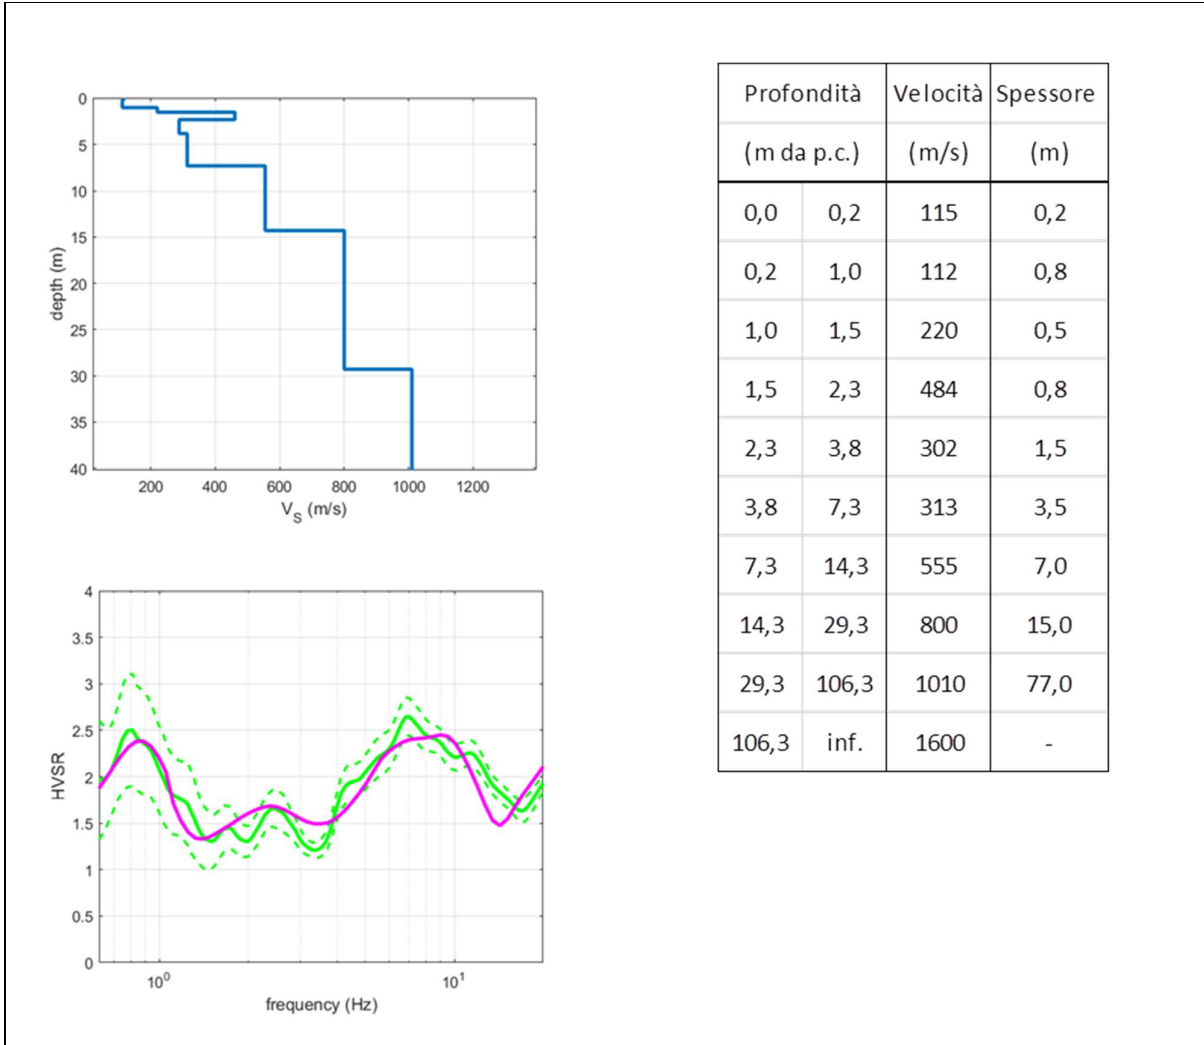 0
5
10
15
20
25
30
35
40
depth (m)
200 400 600 800 1000 1200
V_S (m/s)
4
3.5
3
2.5
2
1.5
1
0.5
0
HVSR
10^0 10^1
frequency (Hz)
Profondità Velocità Spessore
(m da p.c.) (m/s) (m)
0,0 0,2 115 0,2
0,2 1,0 112 0,8
1,0 1,5 220 0,5
1,5 2,3 484 0,8
2,3 3,8 302 1,5
3,8 7,3 313 3,5
7,3 14,3 555 7,0
14,3 29,3 800 15,0
29,3 106,3 1010 77,0
106,3 inf. 1600 -